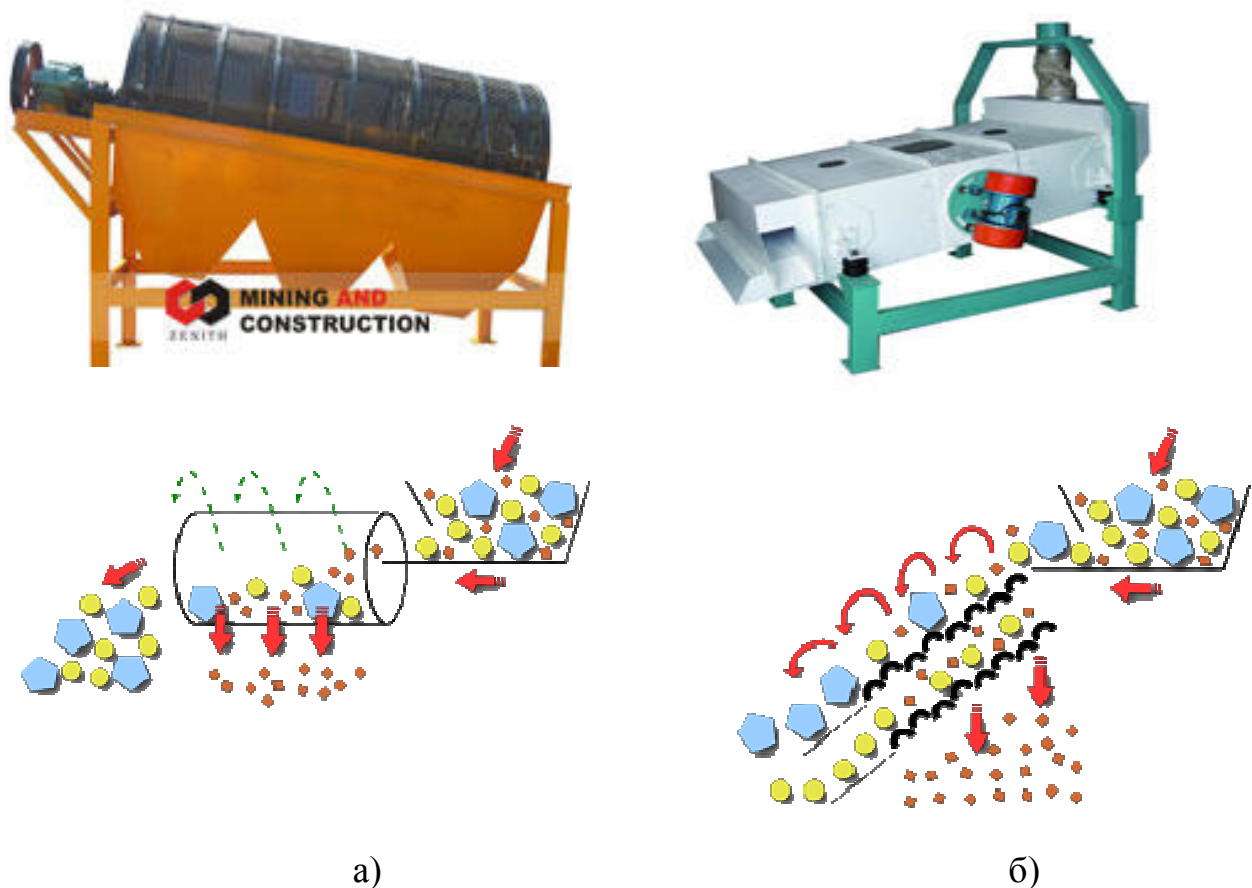 MINING AND
CONSTRUCTION
ZENITH
а)
б)